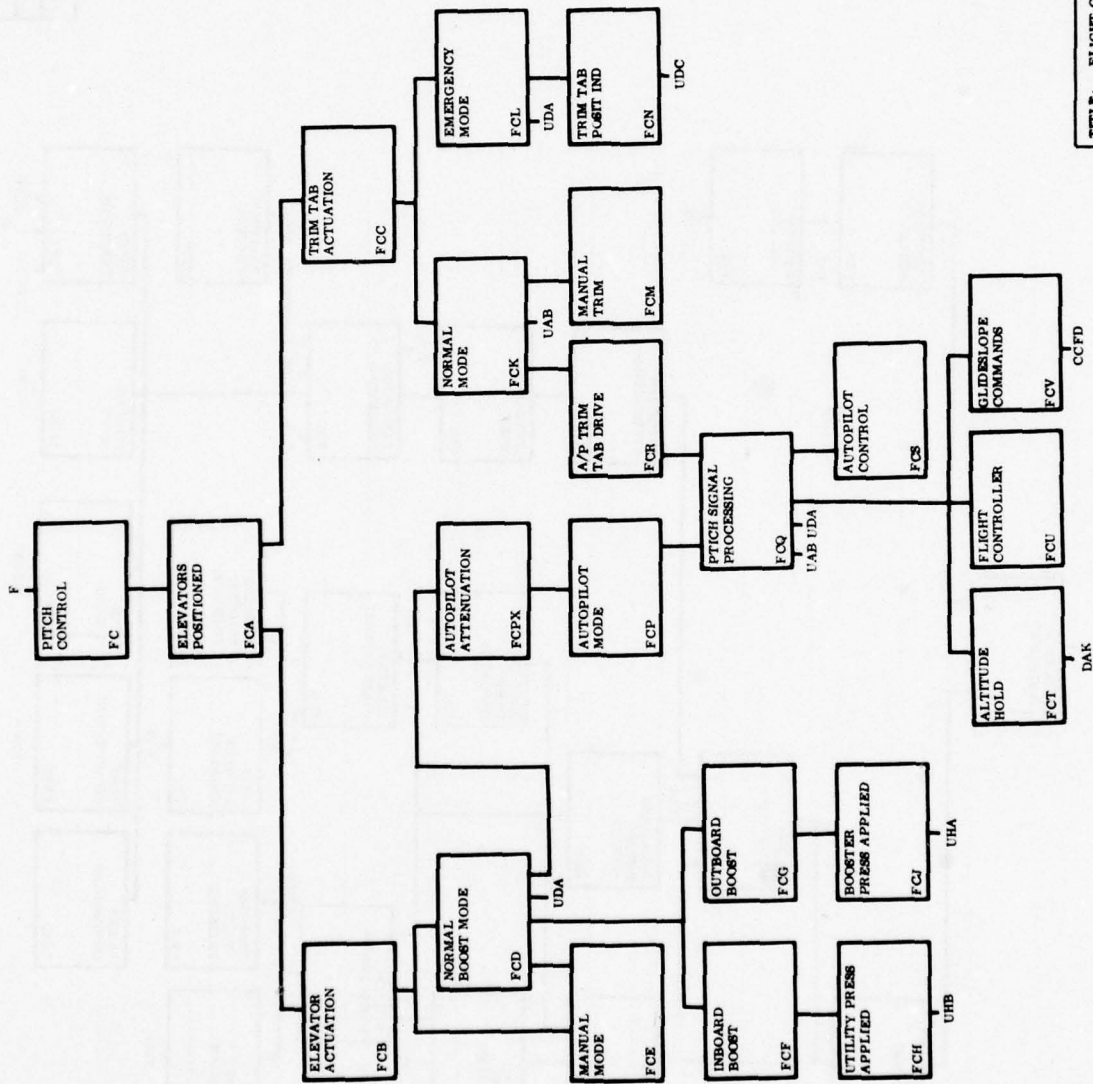 F
PITCH
CONTROL
FC
ELEVATORS
POSITIONED
FCA
ELEVATOR
ACTUATION
FCB
TRIM TAB
ACTUATION
FCC
MANUAL
MODE
FCE
NORMAL
BOOST MODE
FCD
UDA
AUTOPILOT
ATTENUATION
FCPX
NORMAL
MODE
FCK
UAB
EMERGENCY
MODE
FCL
UDA
AUTOPILOT
MODE
FCP
A/P TRIM
TAB DRIVE
FCR
MANUAL
TRIM
FCM
TRIM TAB
POSIT IND
FCN
UDC
INBOARD
BOOST
FCF
OUTBOARD
BOOST
FCG
PTICH SIGNAL
PROCESSING
FCQ
UAB UDA
UTILITY PRESS
APPLIED
FCH
UHB
BOOSTER
PRESS APPLIED
FCJ
UHA
AUTOPILOT
CONTROL
FCS
ALTITUDE
HOLD
FCT
DAK
FLIGHT
CONTROLLER
FCU
GLIDESLOPE
COMMANDS
FCV
CCFD